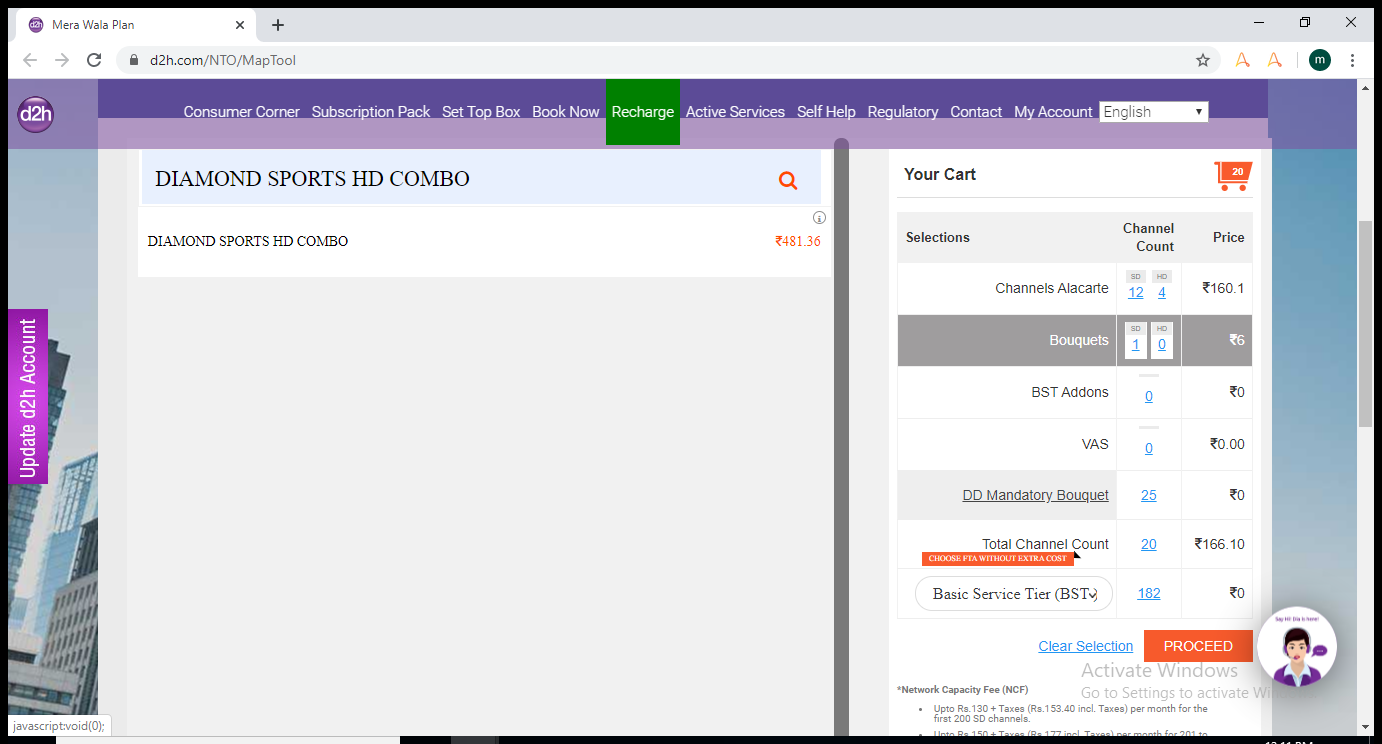 d2h Mera Wala Plan
d2h.com/NTO/MapTool
m
d2h
Consumer Corner Subscription Pack Set Top Box Book Now Recharge Active Services Self Help Regulatory Contact My Account English
DIAMOND SPORTS HD COMBO
DIAMOND SPORTS HD COMBO ₹481.36
Update d2h Account
Your Cart 20
Selections Channel Count Price
Channels Alacarte SD 12 HD 4 ₹160.1
Bouquets SD 1 HD 0 ₹6
BST Addons 0 ₹0
VAS 0 ₹0.00
DD Mandatory Bouquet 25 ₹0
Total Channel Count 20 ₹166.10
CHOOSE FTA WITHOUT EXTRA COST
Basic Service Tier (BST 182 ₹0
Clear Selection PROCEED
Say Hi! Dia is here!
Activate Windows
Go to Settings to activate Wi
*Network Capacity Fee (NCF)
Upto Rs.130 + Taxes (Rs.153.40 incl. Taxes) per month for the
first 200 SD channels.
Upto Rs.150 + Taxes (Rs.177 incl. Taxes) per month for 201 to
javascript:void(0);